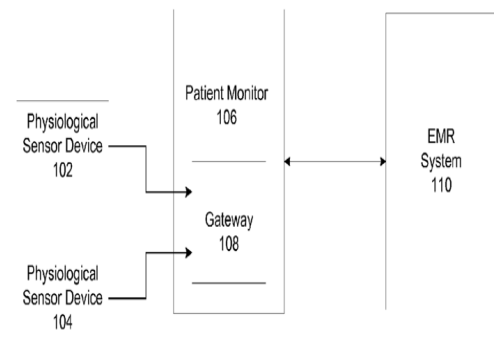 Patient Monitor
106
Physiological
Sensor Device
102
Gateway
108
EMR
System
110
Physiological
Sensor Device
104